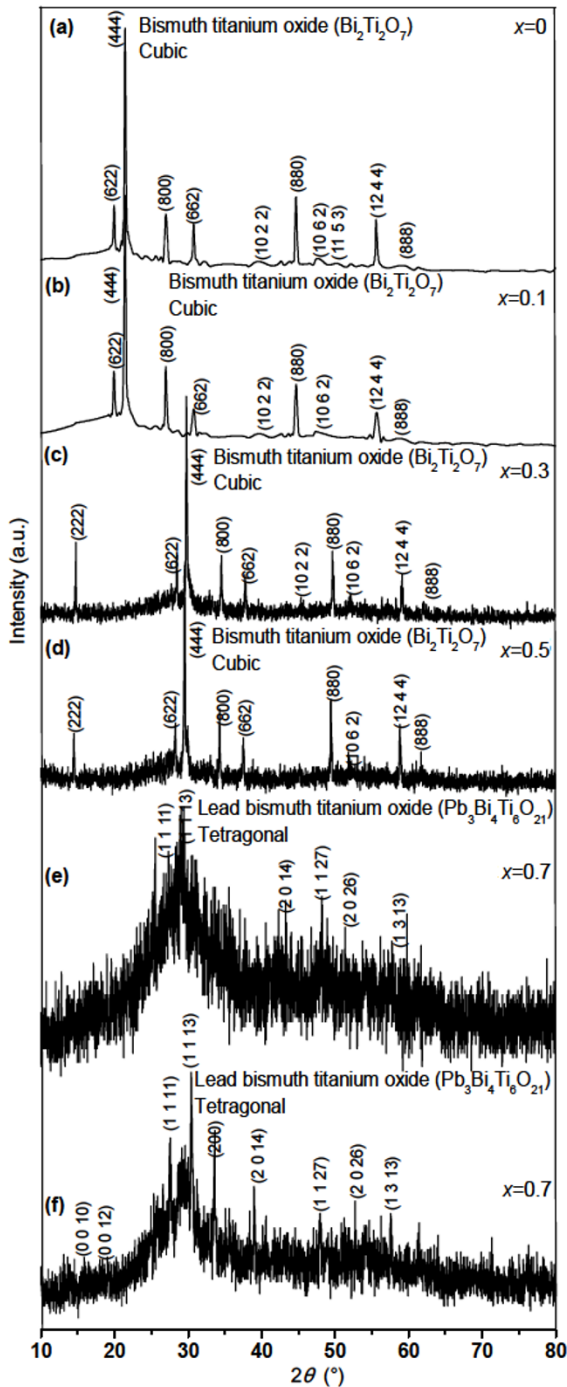 (a)
(444)
Bismuth titanium oxide (Bi₂Ti₂O₇)
Cubic
x=0
(622)
(800)
(662)
(10 2 2)
(880)
(10 6 2)
(11 5 3)
(12 4 4)
(888)
(b)
(444)
Bismuth titanium oxide (Bi₂Ti₂O₇)
Cubic
x=0.1
(622)
(800)
(662)
(10 2 2)
(880)
(10 6 2)
(12 4 4)
(888)
(c)
(444)
Bismuth titanium oxide (Bi₂Ti₂O₇)
Cubic
x=0.3
(222)
(622)
(800)
(662)
(10 2 2)
(880)
(10 6 2)
(12 4 4)
(888)
(d)
(444)
Bismuth titanium oxide (Bi₂Ti₂O₇)
Cubic
x=0.5
(222)
(622)
(800)
(662)
(880)
(10 6 2)
(12 4 4)
(888)
Lead bismuth titanium oxide (Pb₃Bi₄Ti₆O₂₁)
Tetragonal
(e)
x=0.7
(1 1 11)
(2 0 14)
(1 1 27)
(2 0 26)
(1 3 13)
Lead bismuth titanium oxide (Pb₃Bi₄Ti₆O₂₁)
Tetragonal
(f)
x=0.7
(0 0 10)
(0 0 12)
(1 1 11)
(1 1 13)
(200)
(2 0 14)
(1 1 27)
(2 0 26)
(1 3 13)
Intensity (a.u.)
10 20 30 40 50 60 70 80
2θ (°)